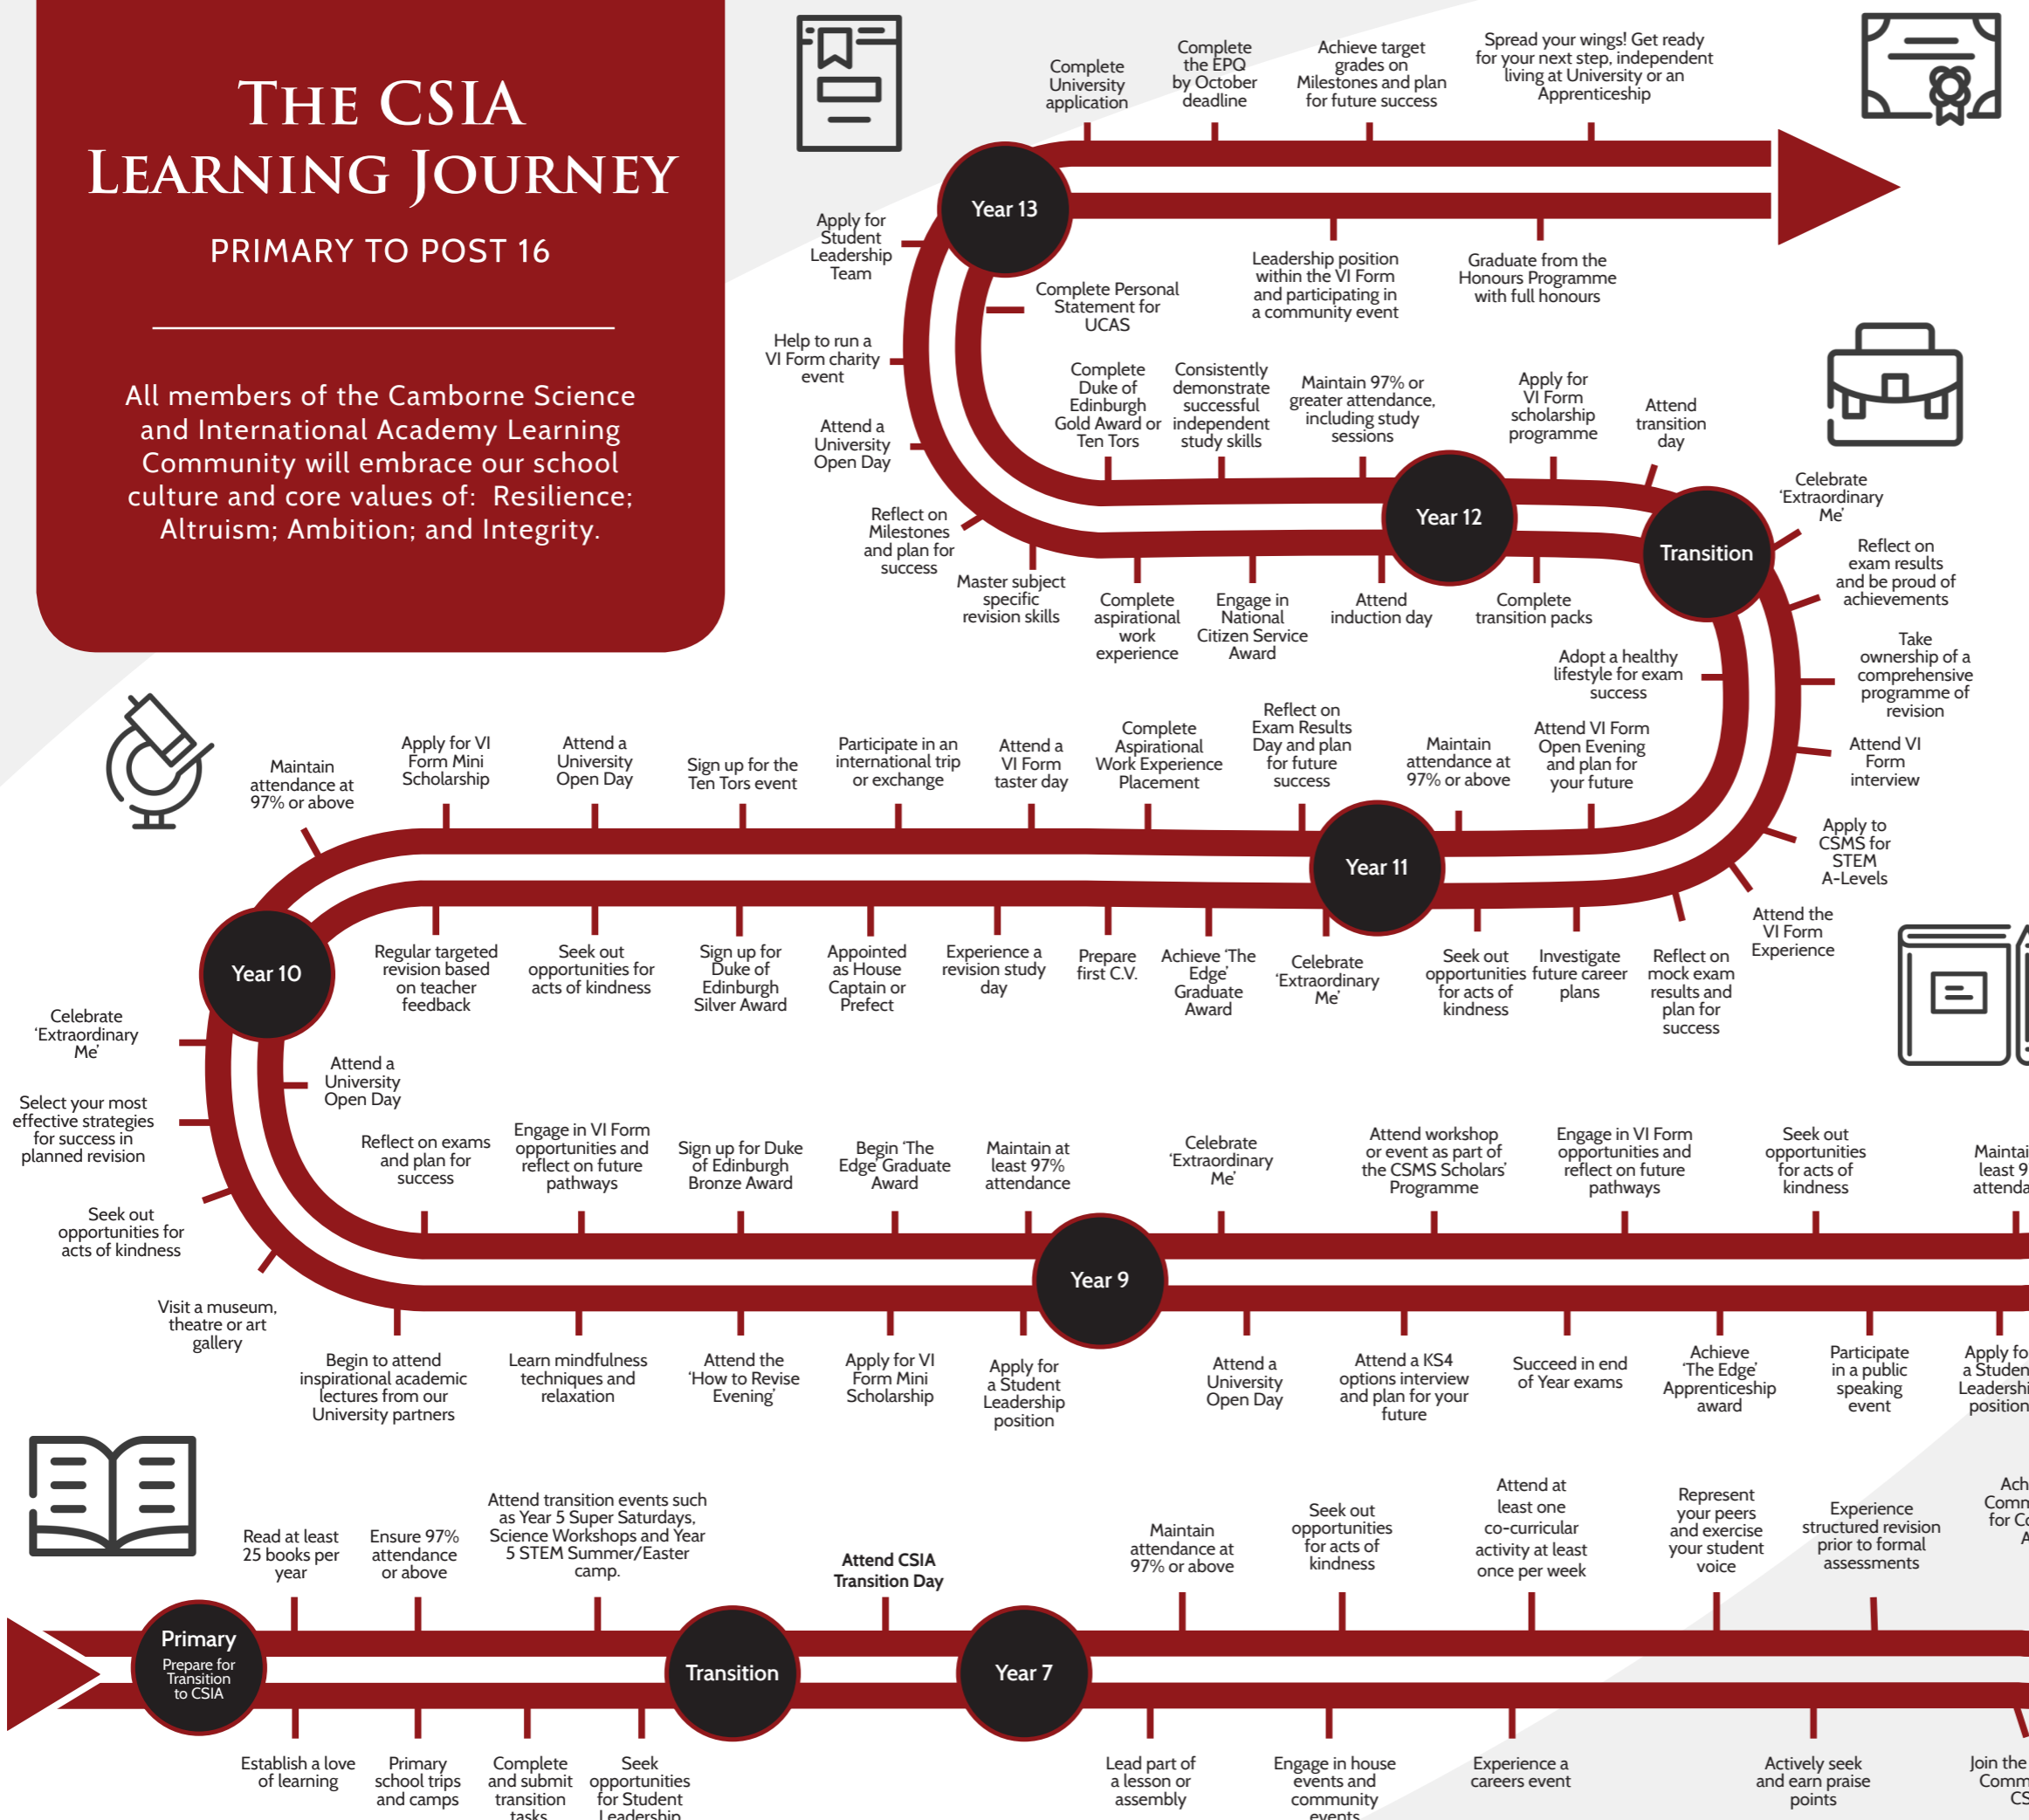 THE CSIA
LEARNING JOURNEY
PRIMARY TO POST 16
All members of the Camborne Science
and International Academy Learning
Community will embrace our school
culture and core values of: Resilience;
Altruism; Ambition; and Integrity.
Complete
University
application
Complete
the EPQ
by October
deadline
Achieve target
grades on
Milestones and plan
for future success
Spread your wings! Get ready
for your next step, independent
living at University or an
Apprenticeship
Year 13
Apply for
Student
Leadership
Team
Leadership position
within the VI Form
and participating in
a community event
Graduate from the
Honours Programme
with full honours
Complete Personal
Statement for
UCAS
Help to run a
VI Form charity
event
Attend a
University
Open Day
Reflect on
Milestones
and plan for
success
Complete
Duke of
Edinburgh
Gold Award or
Ten Tors
Consistently
demonstrate
successful
independent
study skills
Maintain 97% or
greater attendance,
including study
sessions
Apply for
VI Form
scholarship
programme
Attend
transition
day
Year 12
Transition
Celebrate
‘Extraordinary
Me’
Reflect on
exam results
and be proud of
achievements
Master subject
specific
revision skills
Complete
aspirational
work
experience
Engage in
National
Citizen Service
Award
Attend
induction day
Complete
transition packs
Adopt a healthy
lifestyle for exam
success
Take
ownership of a
comprehensive
programme of
revision
Attend VI
Form
interview
Apply to
CSMS for
STEM
A-Levels
Attend the
VI Form
Experience
Maintain
attendance at
97% or above
Apply for VI
Form Mini
Scholarship
Attend a
University
Open Day
Sign up for the
Ten Tors event
Participate in an
international trip
or exchange
Attend a
VI Form
taster day
Complete
Aspirational
Work Experience
Placement
Reflect on
Exam Results
Day and plan
for future
success
Maintain
attendance at
97% or above
Attend VI Form
Open Evening
and plan for
your future
Year 11
Year 10
Regular targeted
revision based
on teacher
feedback
Seek out
opportunities for
acts of kindness
Sign up for
Duke of
Edinburgh
Silver Award
Appointed
as House
Captain or
Prefect
Experience a
revision study
day
Prepare
first C.V.
Achieve ‘The
Edge’
Graduate
Award
Celebrate
‘Extraordinary
Me’
Seek out
opportunities
for acts of
kindness
Investigate
future career
plans
Reflect on
mock exam
results and
plan for
success
Celebrate
‘Extraordinary
Me’
Select your most
effective strategies
for success in
planned revision
Seek out
opportunities for
acts of kindness
Visit a museum,
theatre or art
gallery
Attend a
University
Open Day
Reflect on exams
and plan for
success
Engage in VI Form
opportunities and
reflect on future
pathways
Sign up for Duke
of Edinburgh
Bronze Award
Begin ‘The
Edge’ Graduate
Award
Maintain at
least 97%
attendance
Celebrate
‘Extraordinary
Me’
Attend workshop
or event as part of
the CSMS Scholars’
Programme
Engage in VI Form
opportunities and
reflect on future
pathways
Seek out
opportunities
for acts of
kindness
least
Year 9
Begin to attend
inspirational academic
lectures from our
University partners
Learn mindfulness
techniques and
relaxation
Attend the
‘How to Revise
Evening’
Apply for VI
Form Mini
Scholarship
Apply for
a Student
Leadership
position
Attend a
University
Open Day
Attend a KS4
options interview
and plan for your
future
Succeed in end
of Year exams
Achieve
‘The Edge’
Apprenticeship
award
Participate
in a public
speaking
event
Apply
a
position
Read at least
25 books per
year
Ensure 97%
attendance
or above
Attend transition events such
as Year 5 Super Saturdays,
Science Workshops and Year
5 STEM Summer/Easter
camp.
Attend CSIA
Transition Day
Maintain
attendance at
97% or above
Seek out
opportunities
for acts of
kindness
Attend at
least one
co-curricular
activity at least
once per week
Represent
your peers
and exercise
your student
voice
Experience
structured revision
prior to formal
assessments
for
Primary
Prepare for
Transition
to CSIA
Transition
Year 7
Establish a love
of learning
Primary
school trips
and camps
Complete
and submit
transition
tasks
Seek
opportunities
for Student
Leadership
Lead part of
a lesson or
assembly
Engage in house
events and
community
events
Experience a
careers event
Actively seek
and earn praise
points
Join the